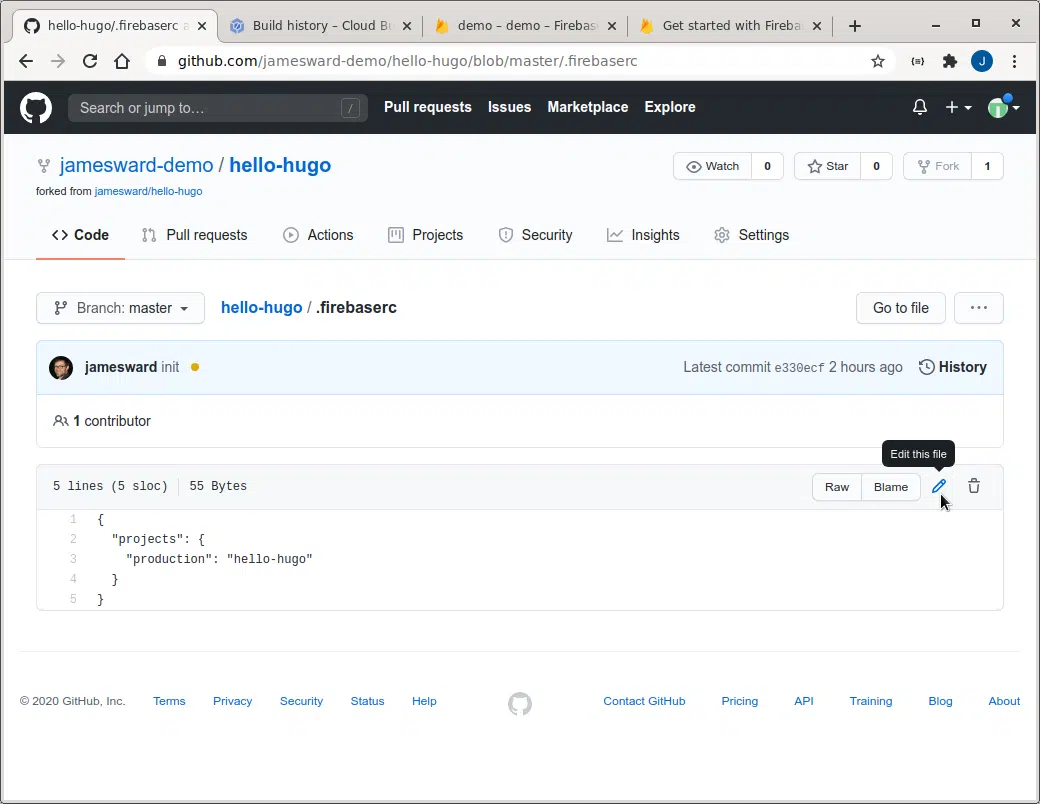 hello-hugo/.firebaserc a
Build history – Cloud Bu
demo – demo – Firebase
Get started with Fireba
github.com/jamesward-demo/hello-hugo/blob/master/.firebaserc
J
Search or jump to…
/
Pull requests
Issues
Marketplace
Explore
jamesward-demo / hello-hugo
Watch 0
Star 0
Fork 1
forked from jamesward/hello-hugo
Code
Pull requests
Actions
Projects
Security
Insights
Settings
Branch: master
hello-hugo / .firebaserc
Go to file
jamesward init
Latest commit e330ecf 2 hours ago
History
1 contributor
Edit this file
5 lines (5 sloc)
55 Bytes
Raw
Blame
1 {
2 "projects": {
3 "production": "hello-hugo"
4 }
5 }
© 2020 GitHub, Inc.
Terms
Privacy
Security
Status
Help
Contact GitHub
Pricing
API
Training
Blog
About